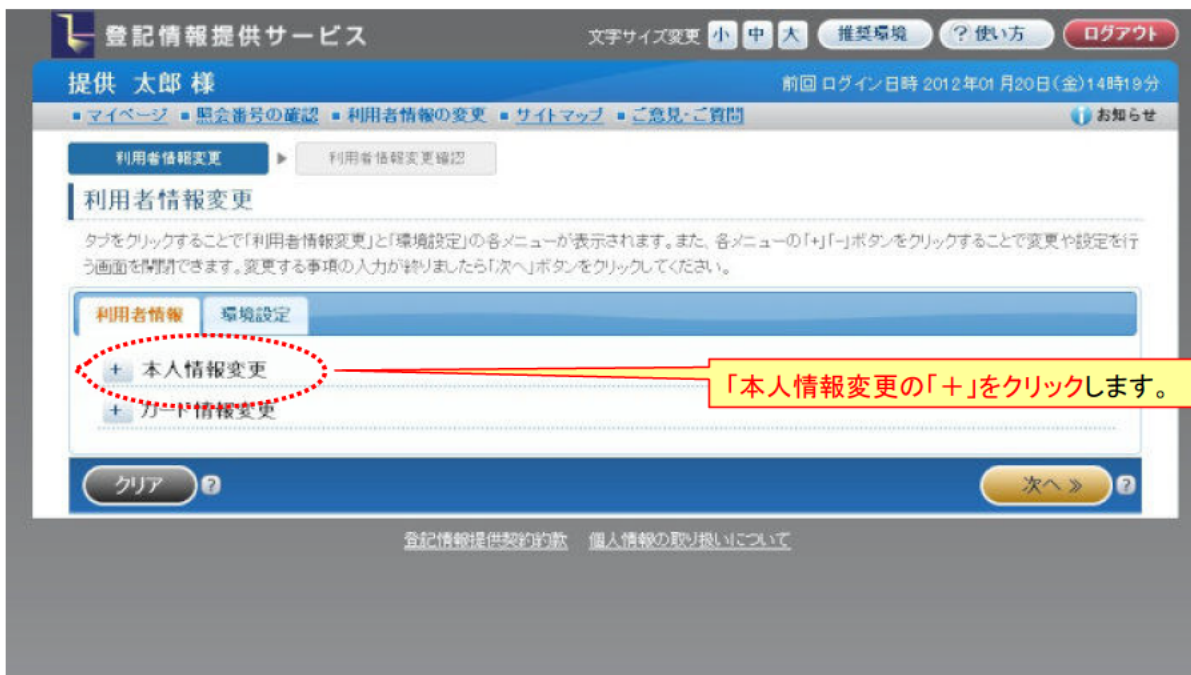 登記情報提供サービス
文字サイズ変更 小 中 大 推奨環境 ? 使い方 ログアウト
提供 太郎 様
前回 ログイン日時 2012年01月20日(金)14時19分
マイページ 照会番号の確認 利用者情報の変更 サイトマップ ご意見・ご質問
お知らせ
利用者情報変更 利用者情報変更確認
利用者情報変更
タブをクリックすることで「利用者情報変更」と「環境設定」の各メニューが表示されます。また、各メニューの「+」「-」ボタンをクリックすることで変更や設定を行
う画面を開閉できます。変更する事項の入力が終りましたら「次へ」ボタンをクリックしてください。
利用者情報 環境設定
+ 本人情報変更
「本人情報変更の「＋」をクリックします。
+ カード情報変更
クリア ?
次へ 》 ?
登記情報提供契約約款 個人情報の取り扱いについて